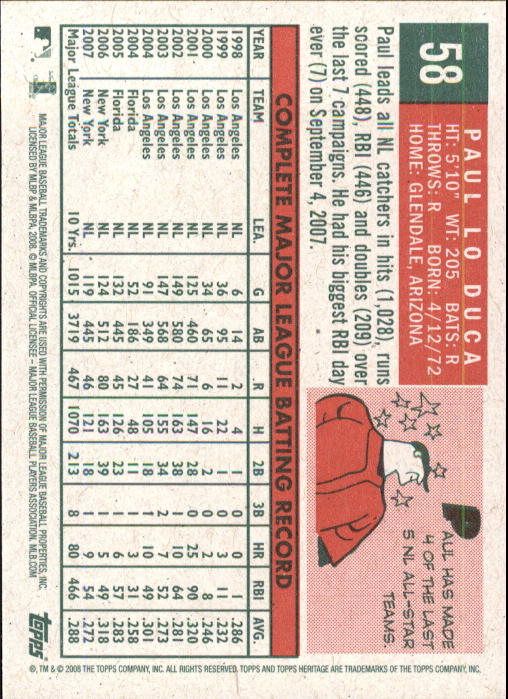 58
PAUL LO DUCA
HT: 5'10" WT: 205 BATS: R
THROWS: R BORN: 4/12/72
HOME: GLENDALE, ARIZONA
PAUL HAS MADE
4 OF THE LAST
5 NL ALL-STAR
TEAMS.
Paul leads all NL catchers in hits (1,028), runs
scored (448), RBI (446) and doubles (209) over
the last 7 campaigns. He had his biggest RBI day
ever (7) on September 4, 2007.
COMPLETE MAJOR LEAGUE BATTING RECORD
YEAR TEAM LEA. G AB R H 2B 3B HR RBI AVG.
1998 Los Angeles NL 6 14 2 4 1 0 0 1 .286
1999 Los Angeles NL 36 95 11 22 1 0 3 11 .232
2000 Los Angeles NL 34 65 6 16 2 0 2 8 .246
2001 Los Angeles NL 125 460 71 147 28 0 25 90 .320
2002 Los Angeles NL 149 580 74 163 38 1 10 64 .281
2003 Los Angeles NL 147 568 64 155 34 2 7 52 .273
2004 Los Angeles NL 91 349 41 105 18 1 10 49 .301
2004 Florida NL 52 186 27 48 11 1 3 31 .258
2005 Florida NL 132 445 45 126 23 1 6 57 .283
2006 New York NL 124 512 80 163 39 1 5 49 .318
2007 New York NL 119 445 46 121 18 1 9 54 .272
Major League Totals 10 Yrs. 1015 3719 467 1070 213 8 80 466 .288
MAJOR LEAGUE BASEBALL TRADEMARKS AND COPYRIGHTS ARE USED WITH PERMISSION OF MAJOR LEAGUE BASEBALL PROPERTIES, INC.
LICENSED BY MLBP & MLBPA, 2008. © MLBPA. OFFICIAL LICENSEE – MAJOR LEAGUE BASEBALL PLAYERS ASSOCIATION. MLB.COM
topps
®, TM & © 2008 THE TOPPS COMPANY, INC. ALL RIGHTS RESERVED. TOPPS AND TOPPS HERITAGE ARE TRADEMARKS OF THE TOPPS COMPANY, INC.